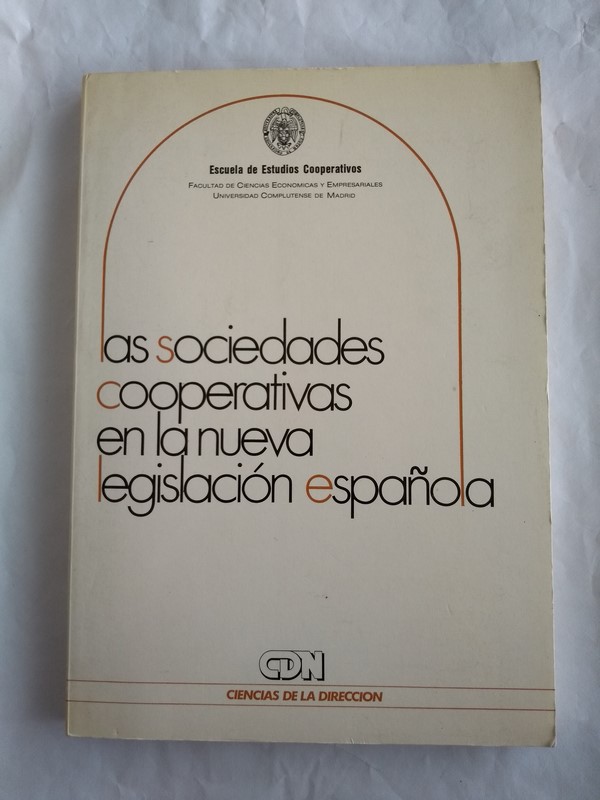 Escuela de Estudios Cooperativos
FACULTAD DE CIENCIAS ECONOMICAS Y EMPRESARIALES
UNIVERSIDAD COMPLUTENSE DE MADRID
las sociedades
cooperativas
en la nueva
legislación española
CDN
CIENCIAS DE LA DIRECCION